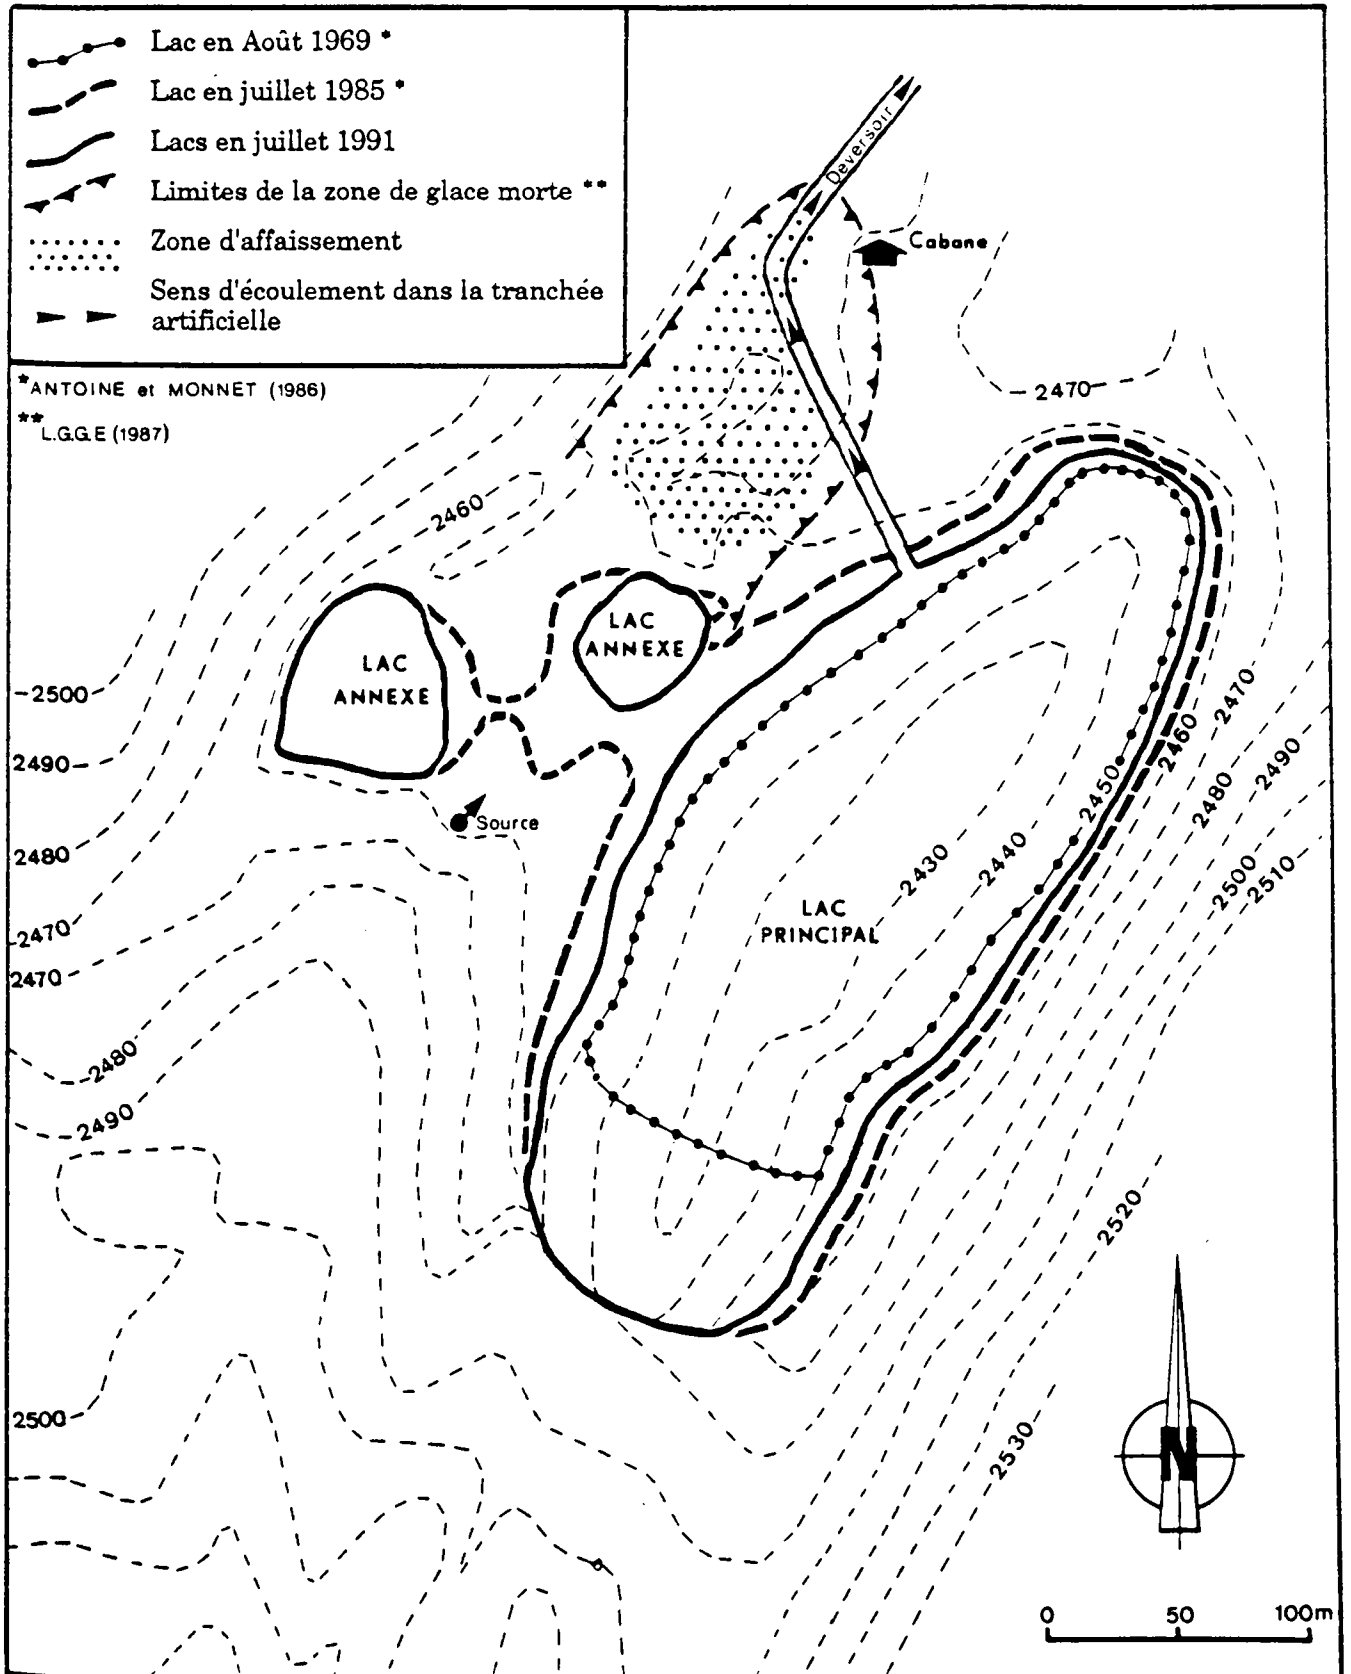 Lac en Août 1969 *
Lac en juillet 1985 *
Lacs en juillet 1991
Limites de la zone de glace morte **
Zone d'affaissement
Sens d'écoulement dans la tranchée
artificielle
*ANTOINE et MONNET (1986)
**L.G.G.E (1987)
Deversoir
Cabane
2470
2460
LAC
ANNEXE
LAC
ANNEXE
2500
2490
2480
2470
2470
2480
2490
2500
Source
2470
2460
2490
2450
2480
2440
2430
2500
2510
LAC
PRINCIPAL
2520
2530
N
0 50 100m